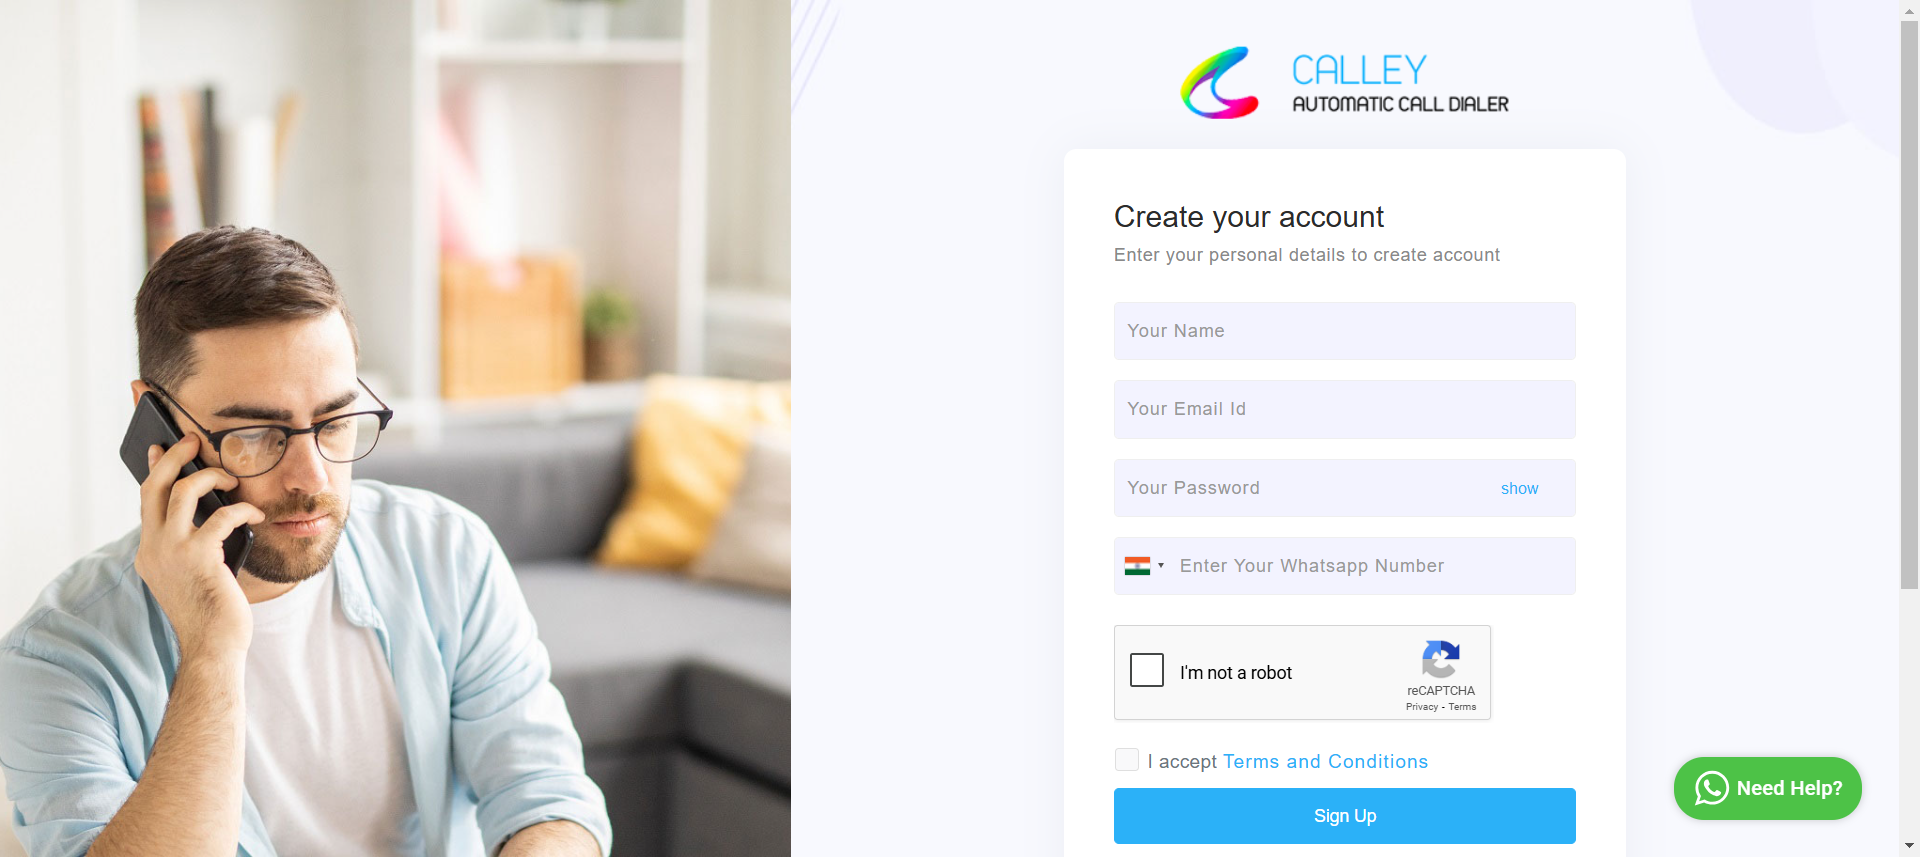 CALLEY
AUTOMATIC CALL DIALER
Create your account
Enter your personal details to create account
Your Name
Your Email Id
Your Password
show
Enter Your Whatsapp Number
I'm not a robot
reCAPTCHA
Privacy - Terms
I accept Terms and Conditions
Sign Up
Need Help?